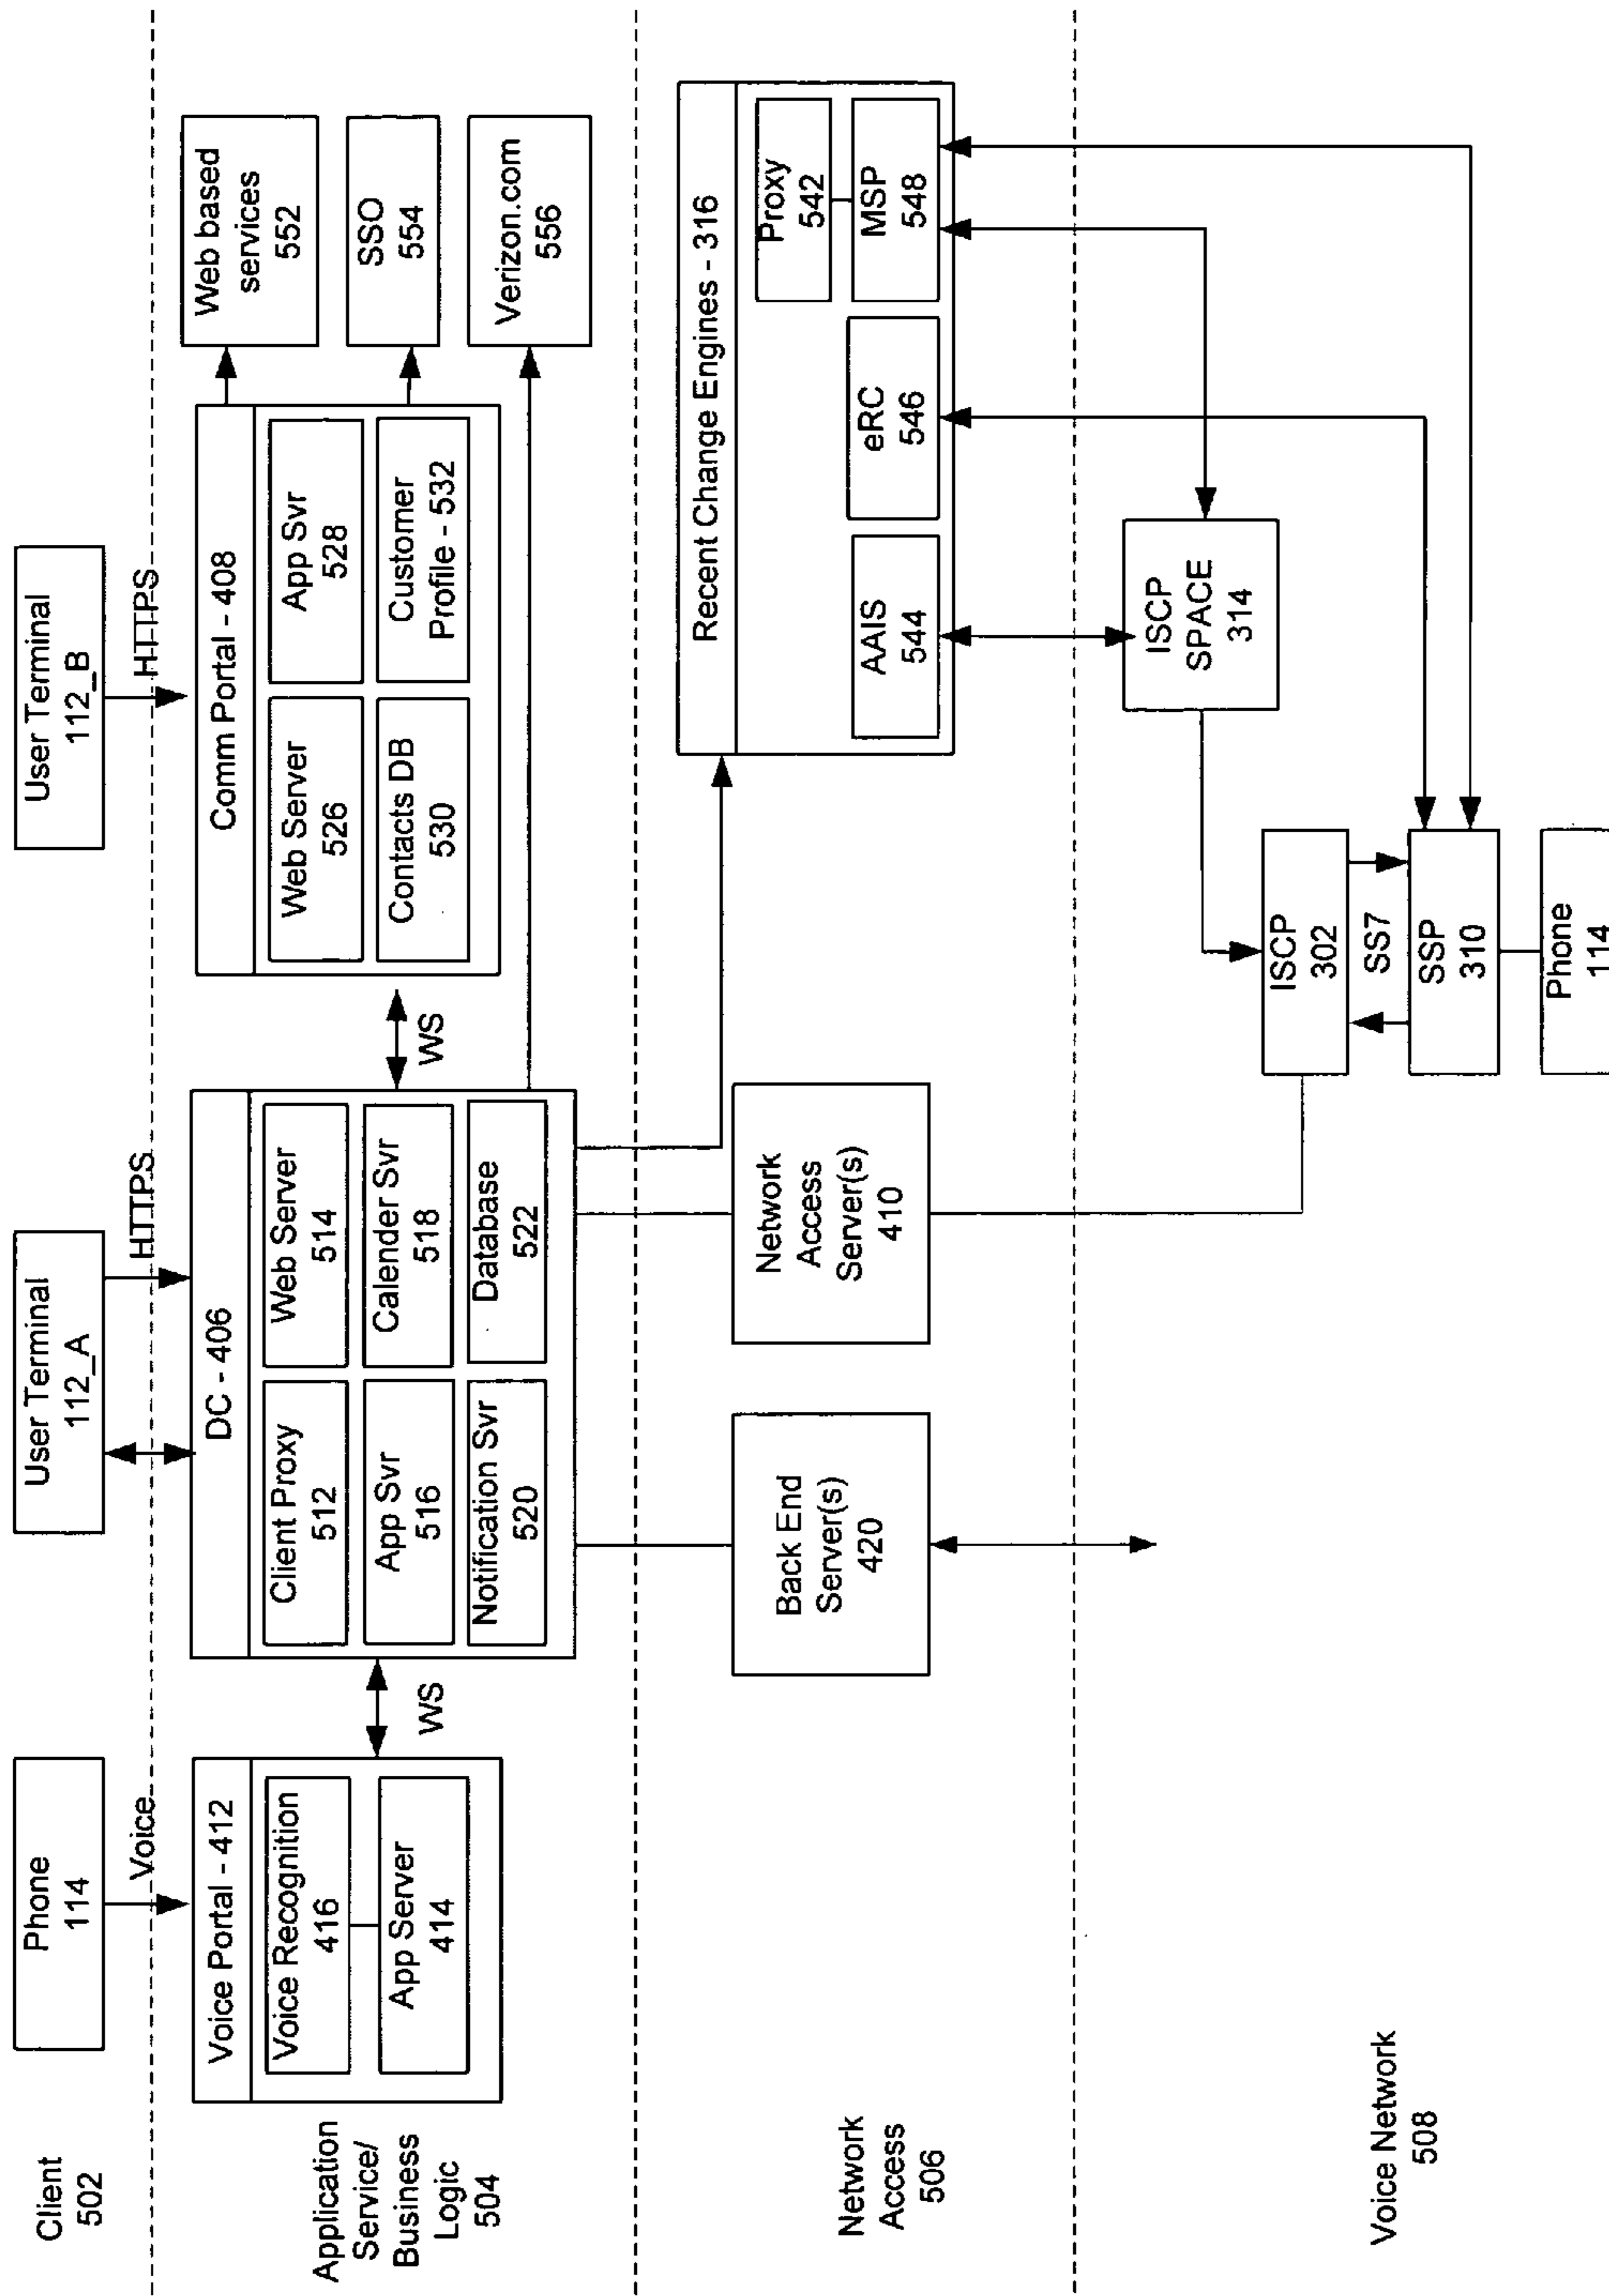 Client
502
Phone
114
User Terminal
112_A
User Terminal
112_B
Voice
HTTPS
HTTPS
Application
Service/
Business
Logic
504
Voice Portal - 412
Voice Recognition
416
App Server
414
WS
DC - 406
Client Proxy
512
Web Server
514
App Svr
516
Calender Svr
518
Notification Svr
520
Database
522
WS
Comm Portal - 408
Web Server
526
App Svr
528
Contacts DB
530
Customer
Profile - 532
Web based
services
552
SSO
554
Verizon.com
556
Network
Access
506
Back End
Server(s)
420
Network
Access
Server(s)
410
Recent Change Engines - 316
Proxy
542
AAIS
544
eRC
546
MSP
548
Voice Network
508
ISCP
SPACE
314
ISCP
302
SS7
SSP
310
Phone
114